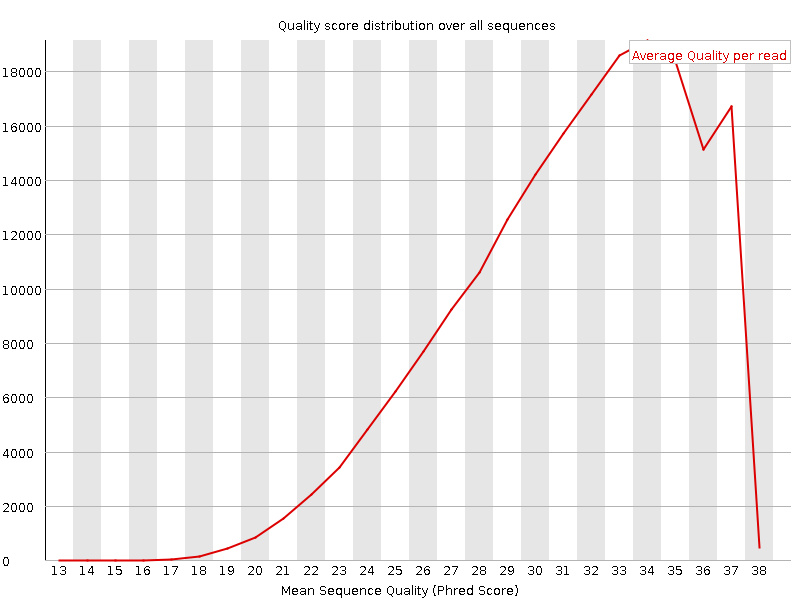 Quality score distribution over all sequences
Average Quality per read
18000
16000
14000
12000
10000
8000
6000
4000
2000
0
13 14 15 16 17 18 19 20 21 22 23 24 25 26 27 28 29 30 31 32 33 34 35 36 37 38
Mean Sequence Quality (Phred Score)